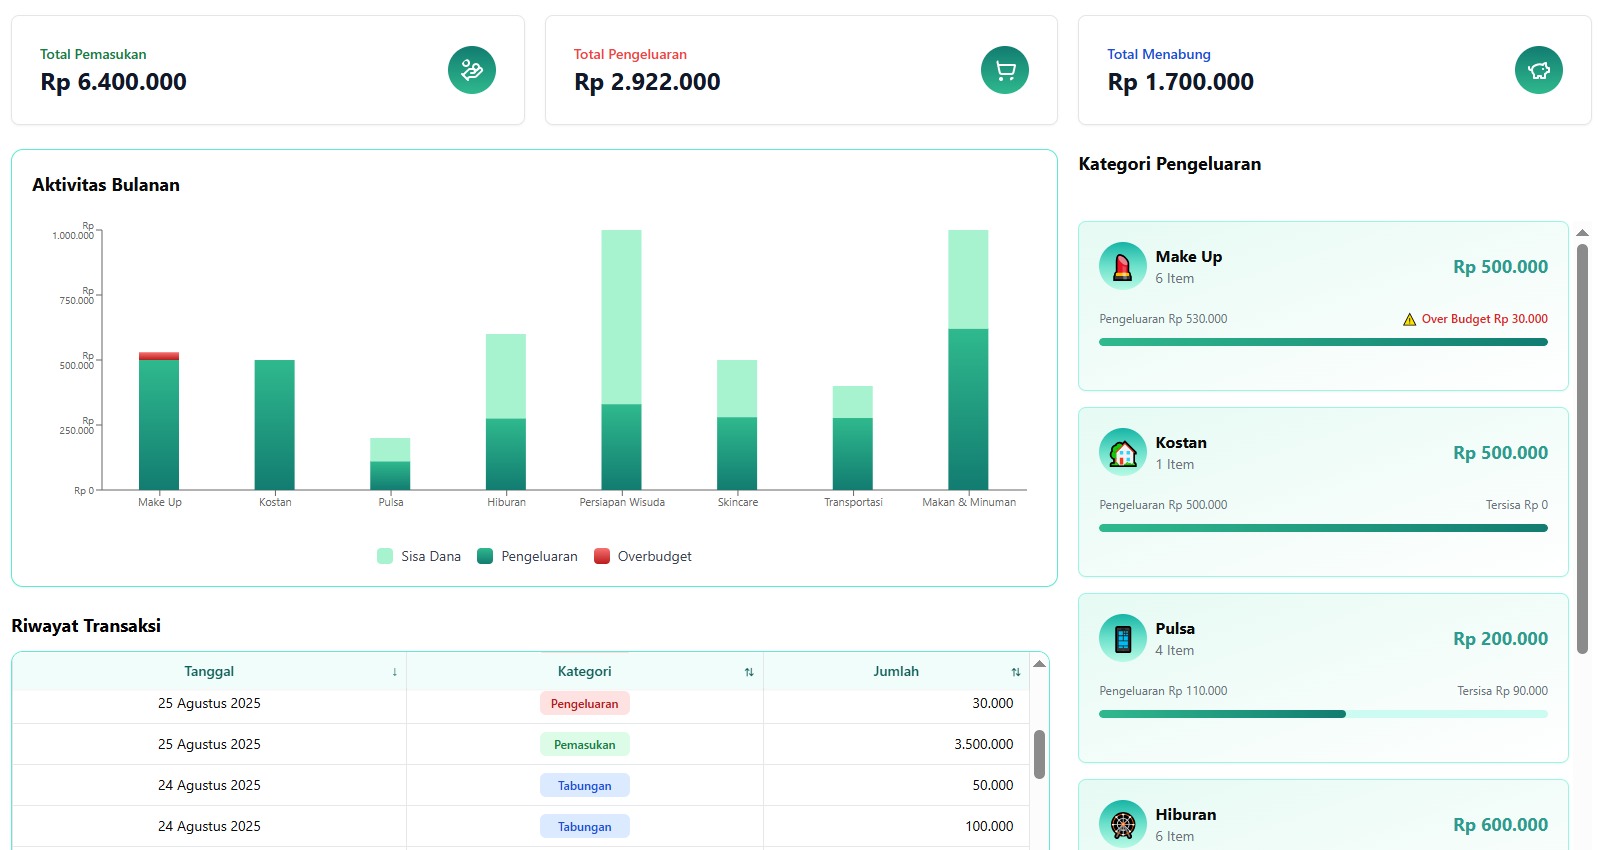 Total Pemasukan
Rp 6.400.000
Total Pengeluaran
Rp 2.922.000
Total Menabung
Rp 1.700.000
Aktivitas Bulanan
Rp
1.000.000
Rp
750.000
Rp
500.000
Rp
250.000
Rp 0
Make Up
Kostan
Pulsa
Hiburan
Persiapan Wisuda
Skincare
Transportasi
Makan & Minuman
Sisa Dana
Pengeluaran
Overbudget
Riwayat Transaksi
Tanggal ↓ Kategori ⇅ Jumlah ⇅
25 Agustus 2025 Pengeluaran 30.000
25 Agustus 2025 Pemasukan 3.500.000
24 Agustus 2025 Tabungan 50.000
24 Agustus 2025 Tabungan 100.000
Kategori Pengeluaran
Make Up
6 Item
Rp 500.000
Pengeluaran Rp 530.000
⚠ Over Budget Rp 30.000
Kostan
1 Item
Rp 500.000
Pengeluaran Rp 500.000
Tersisa Rp 0
Pulsa
4 Item
Rp 200.000
Pengeluaran Rp 110.000
Tersisa Rp 90.000
Hiburan
6 Item
Rp 600.000